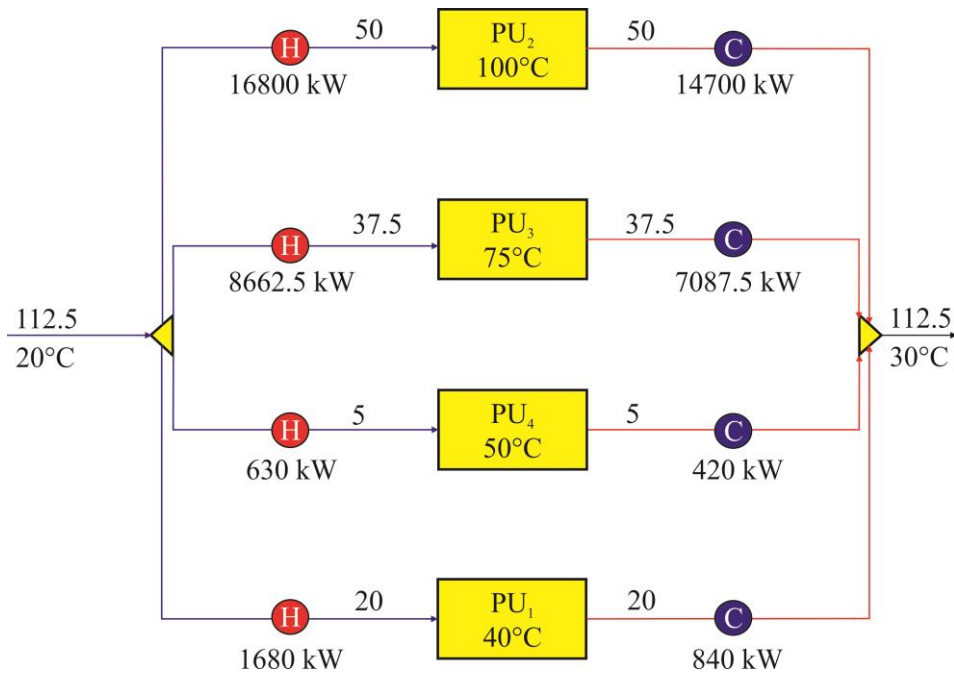 50
50
H
PU₂
100°C
C
16800 kW
14700 kW
37.5
37.5
H
PU₃
75°C
C
8662.5 kW
7087.5 kW
112.5
20°C
112.5
30°C
5
5
H
PU₄
50°C
C
630 kW
420 kW
20
20
H
PU₁
40°C
C
1680 kW
840 kW